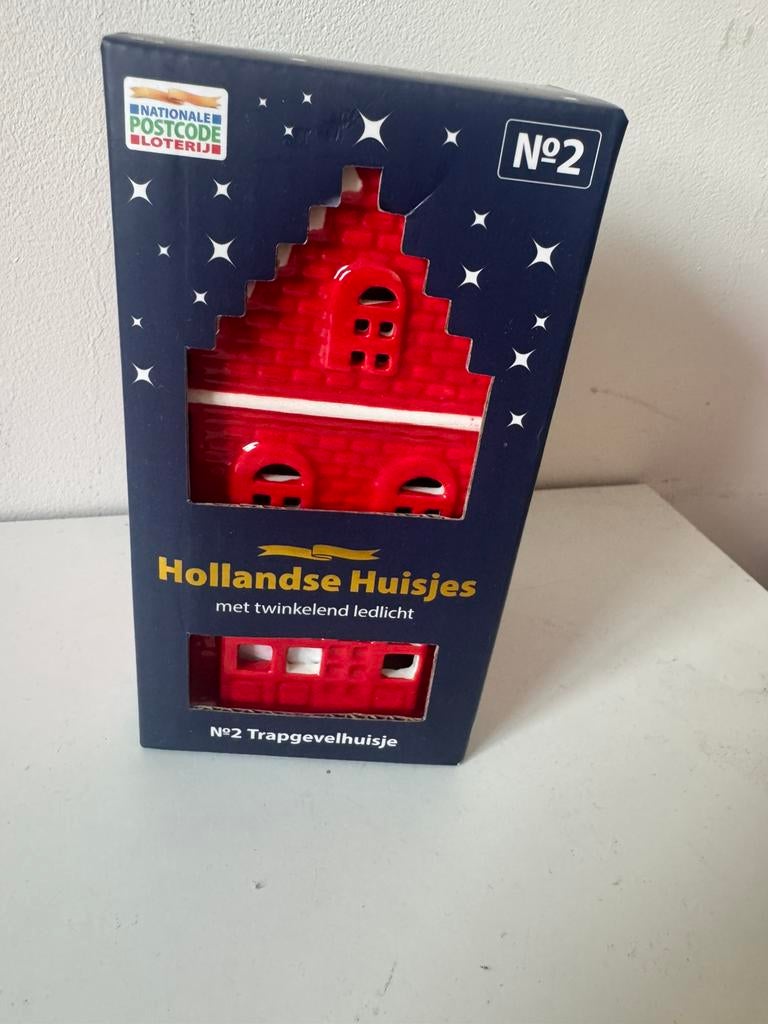 NATIONALE
POSTCODE
LOTERIJ
Nº2
Hollandse Huisjes
met twinkelend ledlicht
Nº2 Trapgevelhuisje